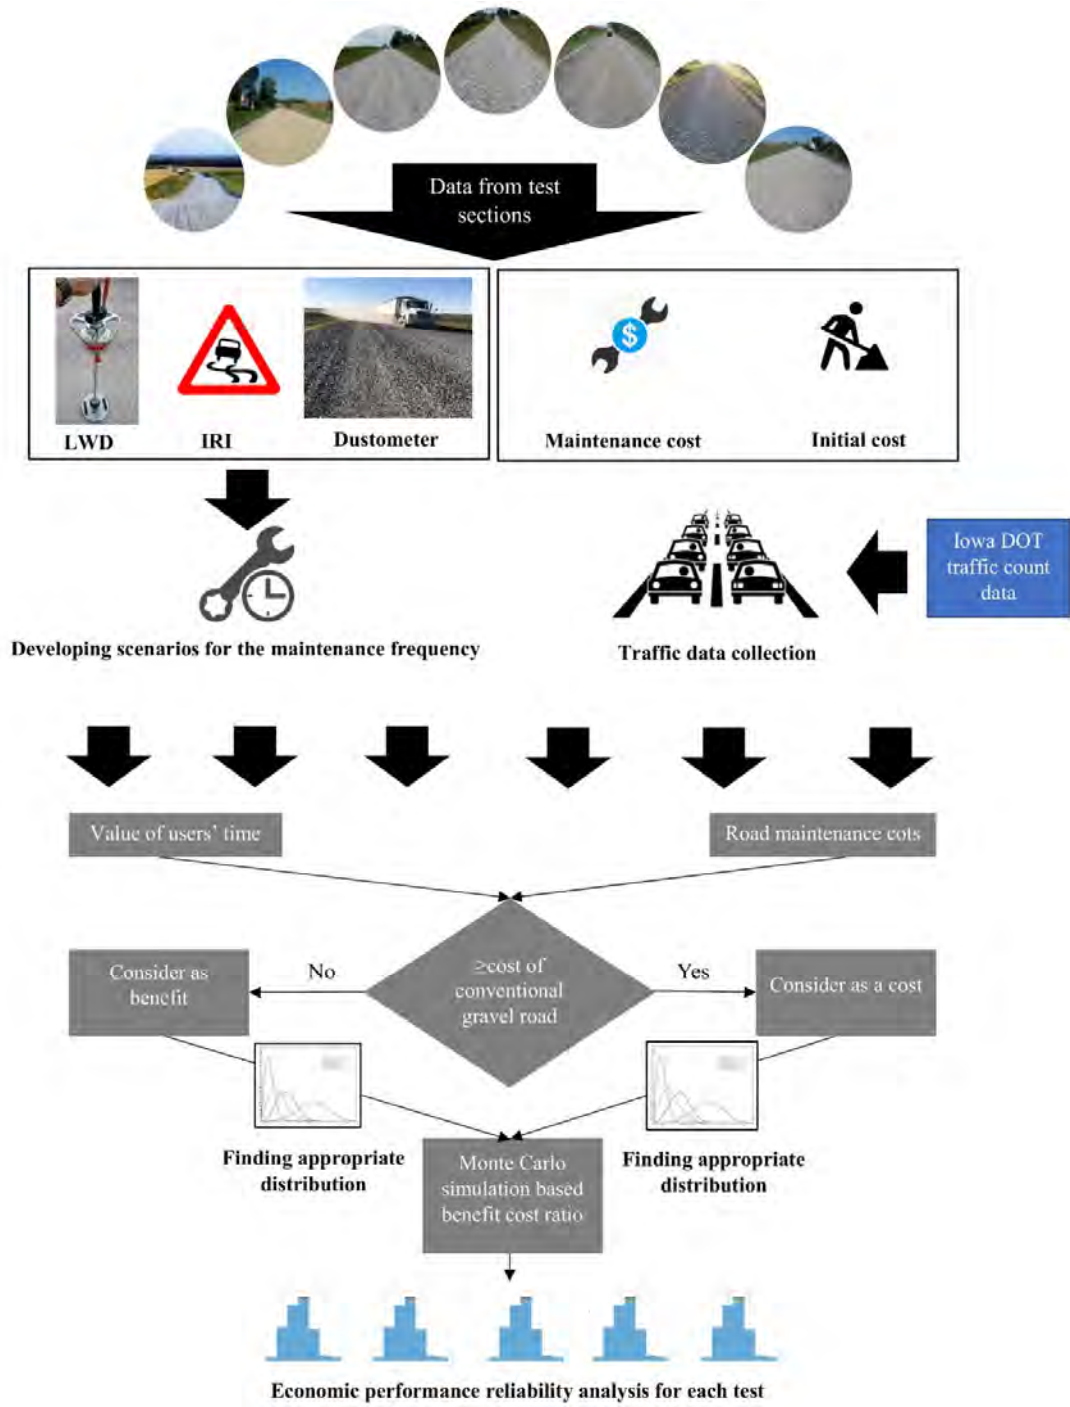 Data from test
sections
LWD
IRI
Dustometer
Maintenance cost
Initial cost
Iowa DOT
traffic count
data
Developing scenarios for the maintenance frequency
Traffic data collection
Value of users’ time
Road maintenance cots
≥cost of
conventional
gravel road
No
Yes
Consider as
benefit
Consider as a cost
Finding appropriate
distribution
Finding appropriate
distribution
Monte Carlo
simulation based
benefit cost ratio
Economic performance reliability analysis for each test